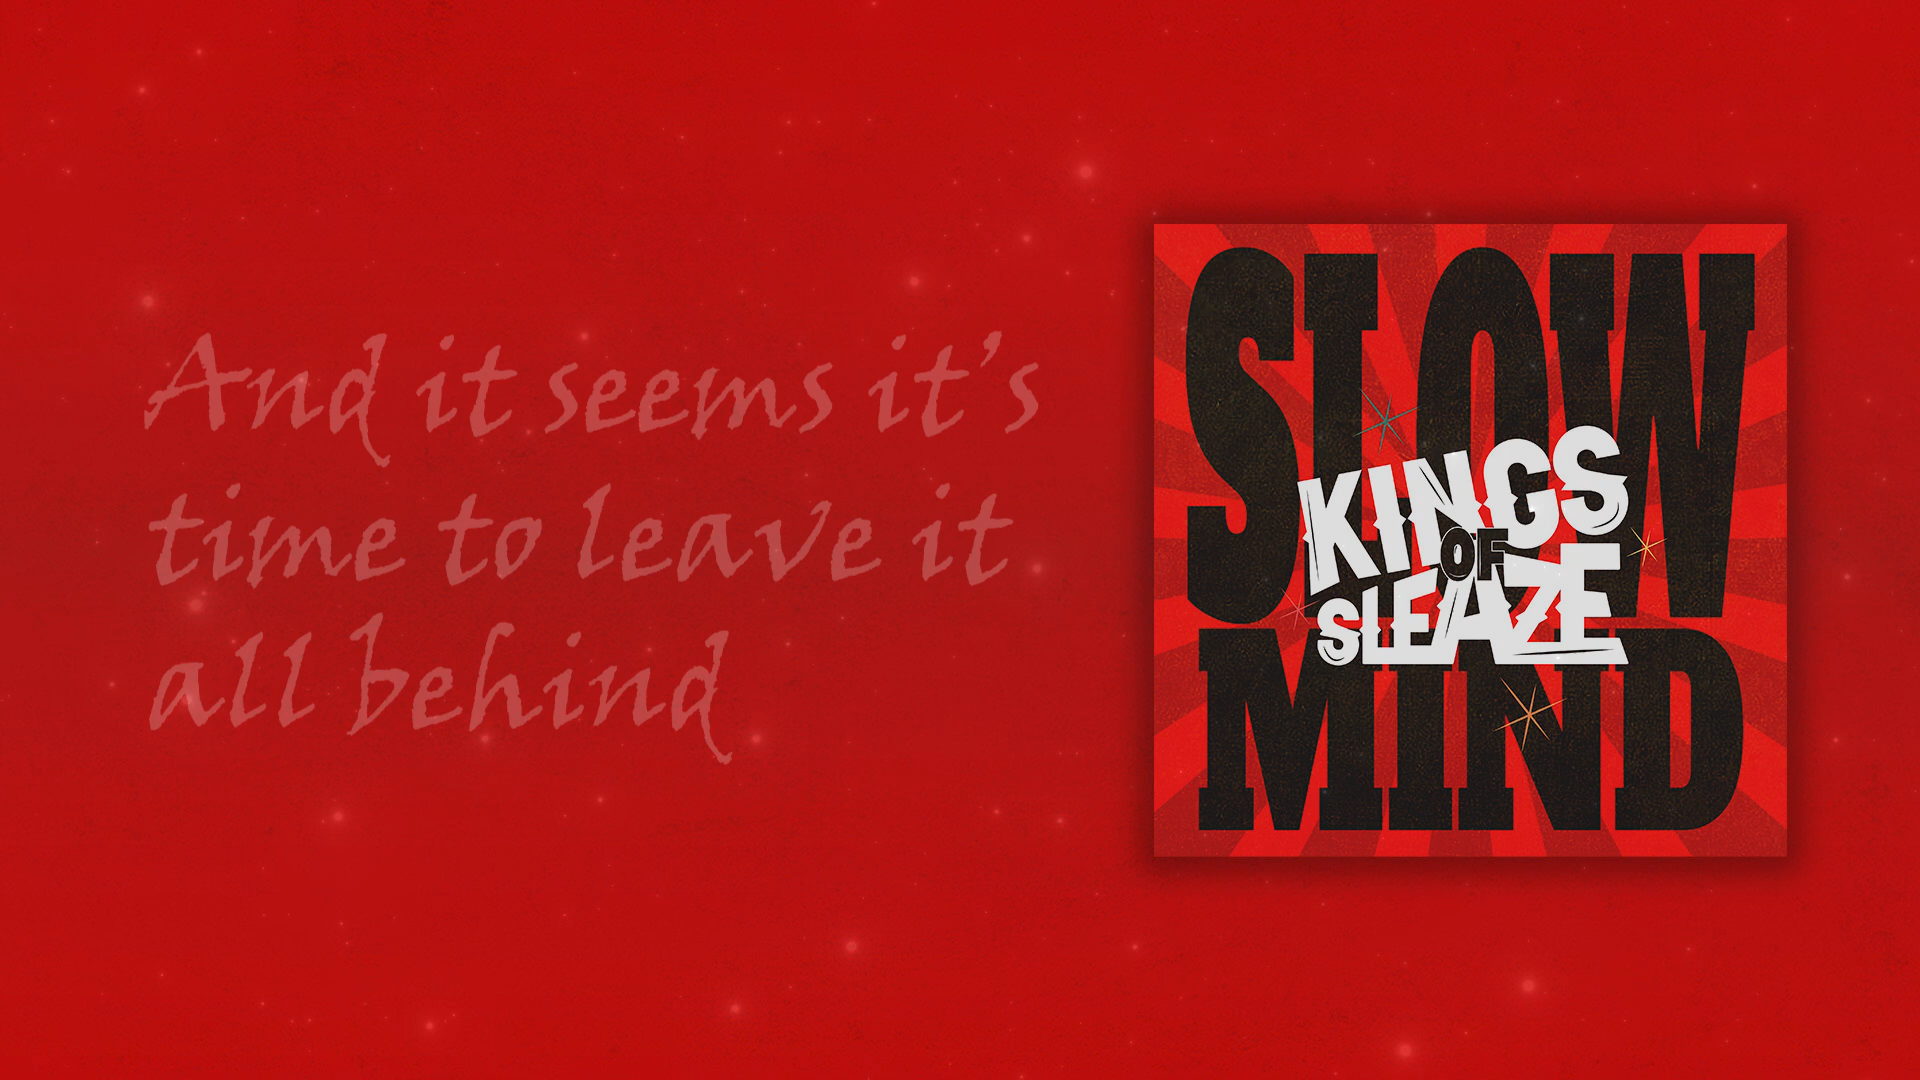 And it seems it's
time to leave it
all behind
SLOW
KINGS
OF
SLEAZE
MIND